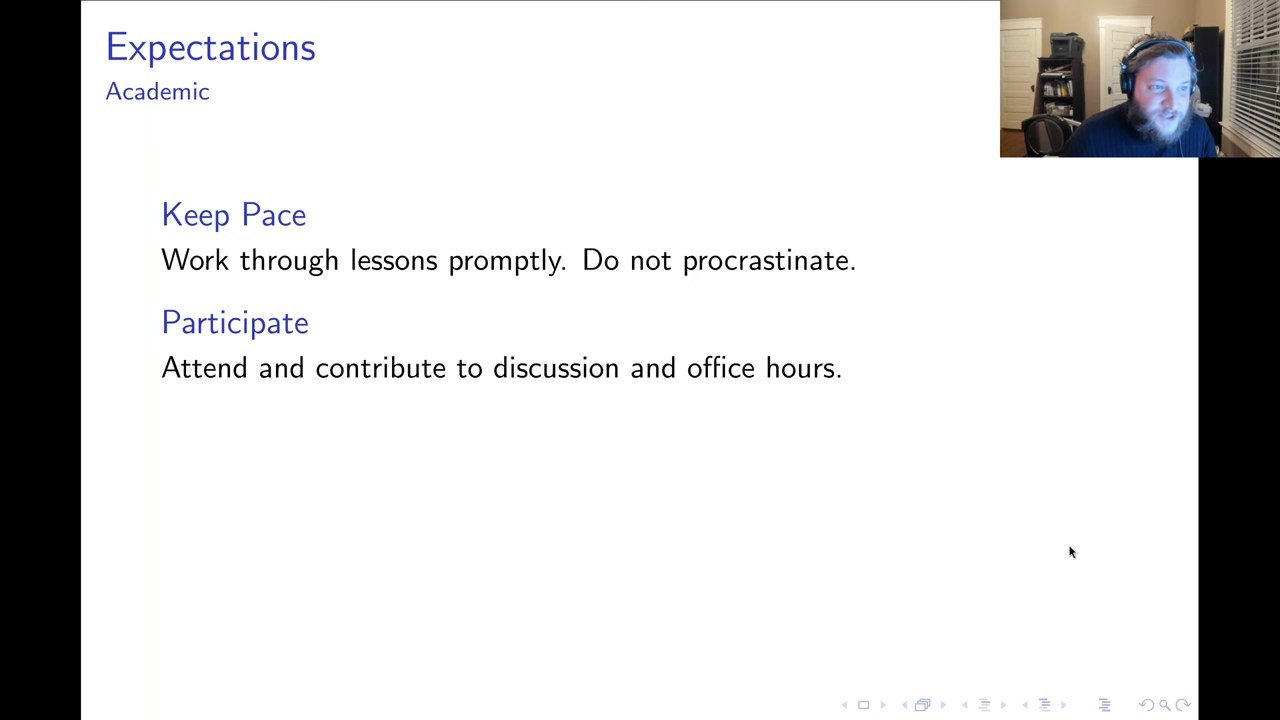 Expectations
Academic
Keep Pace
Work through lessons promptly. Do not procrastinate.
Participate
Attend and contribute to discussion and office hours.